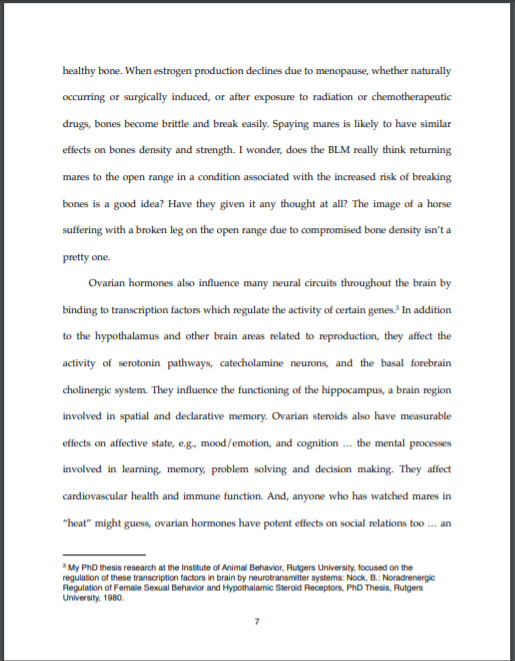 healthy bone. When estrogen production declines due to menopause, whether naturally
occurring or surgically induced, or after exposure to radiation or chemotherapeutic
drugs, bones become brittle and break easily. Spaying mares is likely to have similar
effects on bones density and strength. I wonder, does the BLM really think returning
mares to the open range in a condition associated with the increased risk of breaking
bones is a good idea? Have they given it any thought at all? The image of a horse
suffering with a broken leg on the open range due to compromised bone density isn't a
pretty one.
Ovarian hormones also influence many neural circuits throughout the brain by
binding to transcription factors which regulate the activity of certain genes.³ In addition
to the hypothalamus and other brain areas related to reproduction, they affect the
activity of serotonin pathways, catecholamine neurons, and the basal forebrain
cholinergic system. They influence the functioning of the hippocampus, a brain region
involved in spatial and declarative memory. Ovarian steroids also have measurable
effects on affective state, e.g., mood/emotion, and cognition … the mental processes
involved in learning, memory, problem solving and decision making. They affect
cardiovascular health and immune function. And, anyone who has watched mares in
“heat” might guess, ovarian hormones have potent effects on social relations too … an
³ My PhD thesis research at the Institute of Animal Behavior, Rutgers University, focused on the
regulation of these transcription factors in brain by neurotransmitter systems: Nock, B.: Noradrenergic
Regulation of Female Sexual Behavior and Hypothalamic Steroid Receptors, PhD Thesis, Rutgers
University, 1980.
7